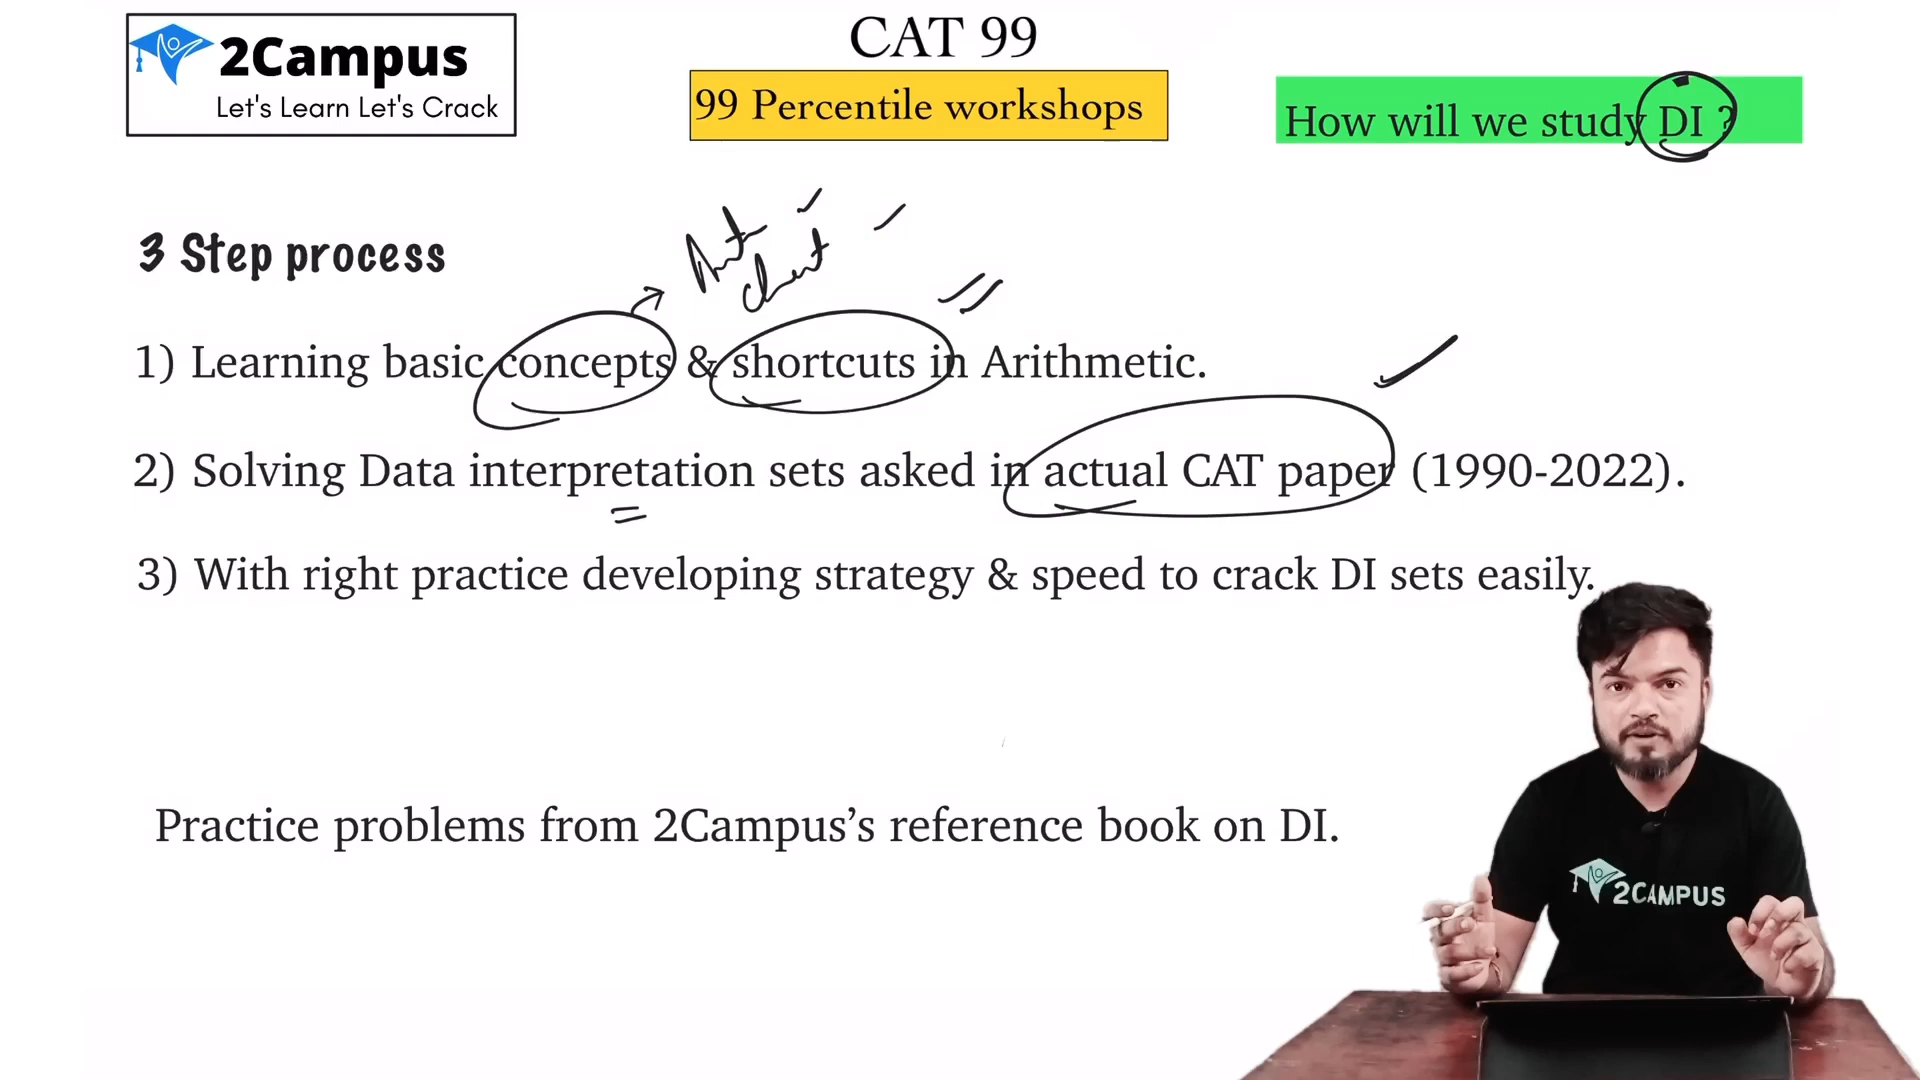 2Campus
Let's Learn Let's Crack
CAT 99
99 Percentile workshops
How will we study DI ?
3 Step process
chart
1) Learning basic concepts & shortcuts in Arithmetic.
2) Solving Data interpretation sets asked in actual CAT paper (1990-2022).
3) With right practice developing strategy & speed to crack DI sets easily.
Practice problems from 2Campus’s reference book on DI.
2CAMPUS